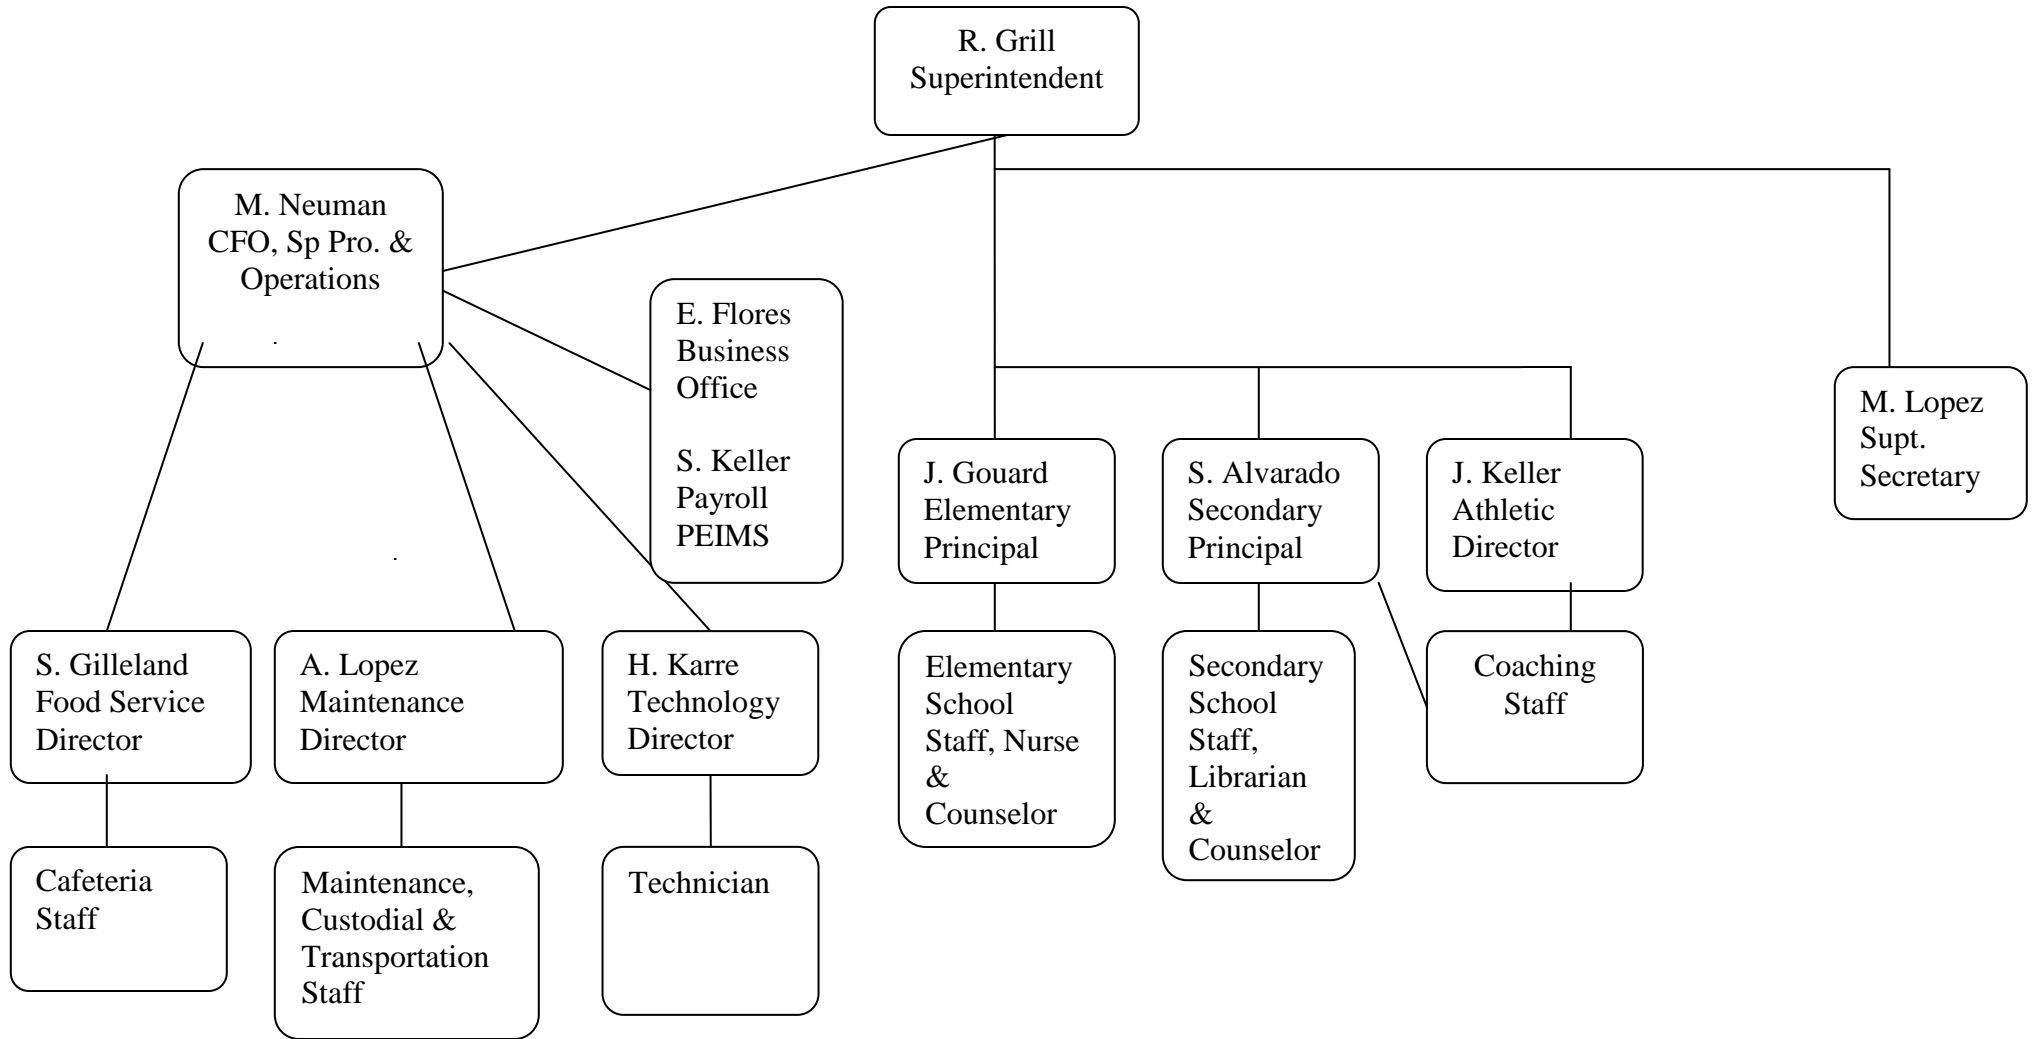 R. Grill
Superintendent
M. Neuman
CFO, Sp Pro. &
Operations
E. Flores
Business
Office
S. Keller
Payroll
PEIMS
M. Lopez
Supt.
Secretary
J. Gouard
Elementary
Principal
S. Alvarado
Secondary
Principal
J. Keller
Athletic
Director
S. Gilleland
Food Service
Director
A. Lopez
Maintenance
Director
H. Karre
Technology
Director
Elementary
School
Staff, Nurse
&
Counselor
Secondary
School
Staff,
Librarian
&
Counselor
Coaching
Staff
Cafeteria
Staff
Maintenance,
Custodial &
Transportation
Staff
Technician